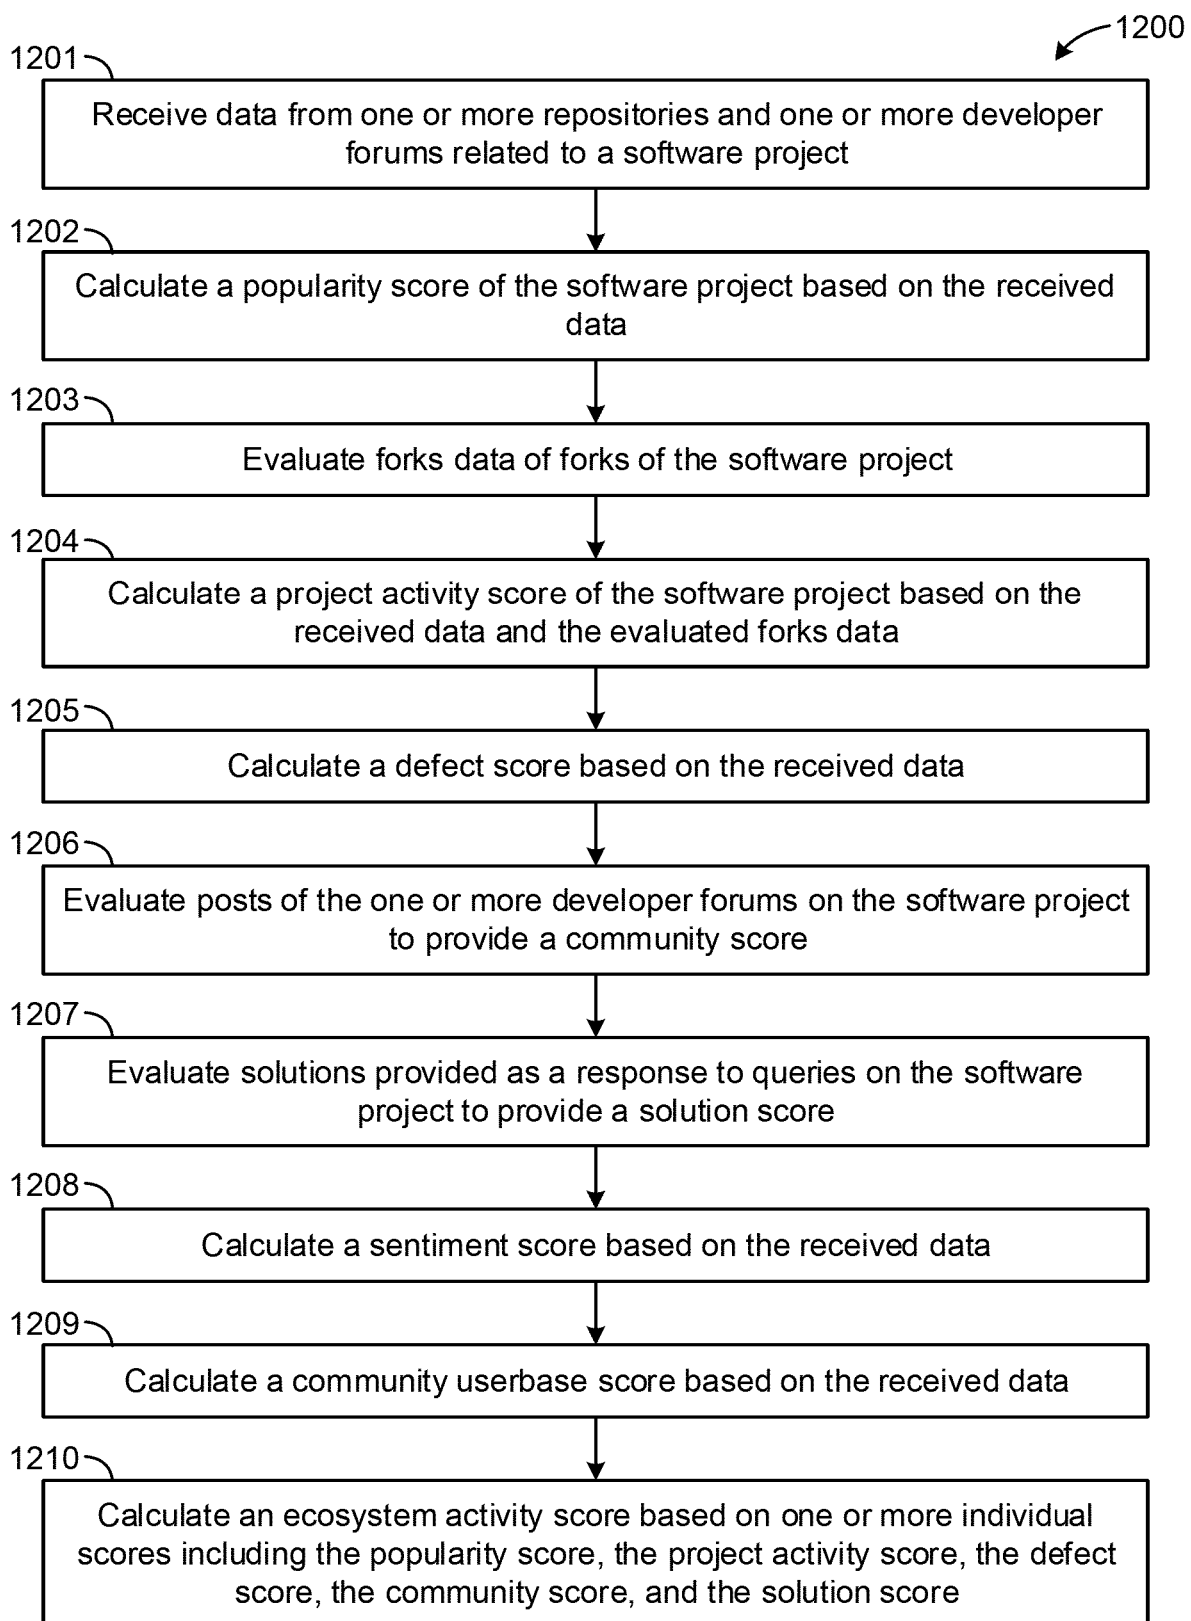 1200
1201
Receive data from one or more repositories and one or more developer
forums related to a software project
1202
Calculate a popularity score of the software project based on the received
data
1203
Evaluate forks data of forks of the software project
1204
Calculate a project activity score of the software project based on the
received data and the evaluated forks data
1205
Calculate a defect score based on the received data
1206
Evaluate posts of the one or more developer forums on the software project
to provide a community score
1207
Evaluate solutions provided as a response to queries on the software
project to provide a solution score
1208
Calculate a sentiment score based on the received data
1209
Calculate a community userbase score based on the received data
1210
Calculate an ecosystem activity score based on one or more individual
scores including the popularity score, the project activity score, the defect
score, the community score, and the solution score